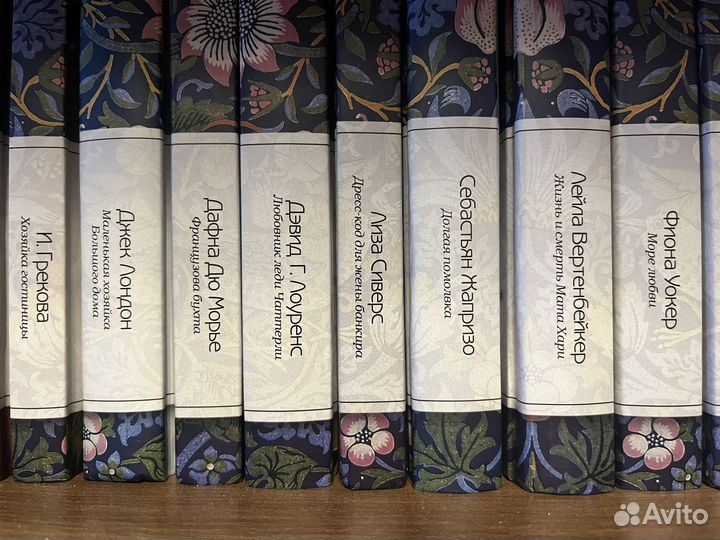 И. Грекова
Хозяйка гостиницы
Джек Лондон
Маленькая хозяйка
Большого дома
Дафна Дю Морье
Французова бухта
Дэвид Г. Лоуренс
Любовник леди Чаттерли
Лиза Сиверс
Дресс-код для жены банкира
Себастьян Жапризо
Долгая помолвка
Лейла Вертенбейкер
Жизнь и смерть Мата Хари
Фиона Уокер
Море любви
Avito